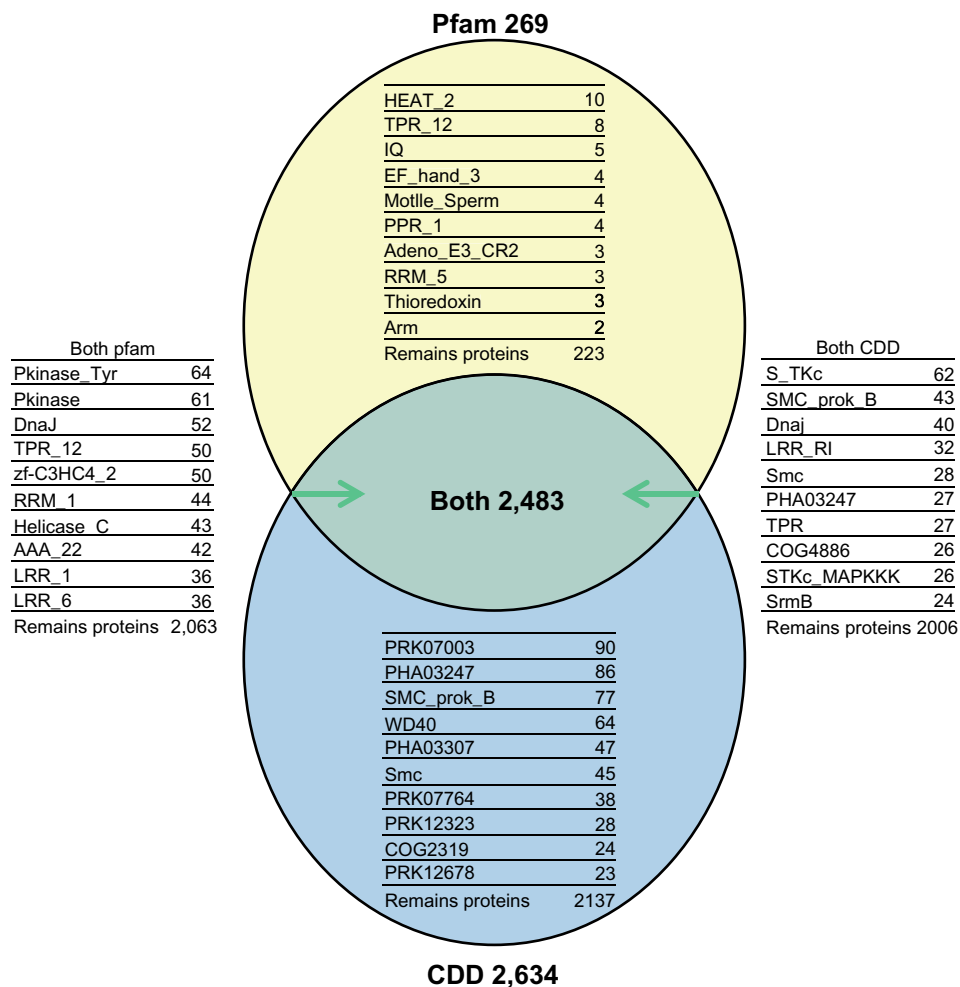 Pfam 269
HEAT_2 10
TPR_12 8
IQ 5
EF_hand_3 4
Motlle_Sperm 4
PPR_1 4
Adeno_E3_CR2 3
RRM_5 3
Thioredoxin 3
Arm 2
Remains proteins 223
Both pfam
Pkinase_Tyr 64
Pkinase 61
DnaJ 52
TPR_12 50
zf-C3HC4_2 50
RRM_1 44
Helicase_C 43
AAA_22 42
LRR_1 36
LRR_6 36
Remains proteins 2,063
Both 2,483
Both CDD
S_TKc 62
SMC_prok_B 43
Dnaj 40
LRR_RI 32
Smc 28
PHA03247 27
TPR 27
COG4886 26
STKc_MAPKKK 26
SrmB 24
Remains proteins 2006
PRK07003 90
PHA03247 86
SMC_prok_B 77
WD40 64
PHA03307 47
Smc 45
PRK07764 38
PRK12323 28
COG2319 24
PRK12678 23
Remains proteins 2137
CDD 2,634